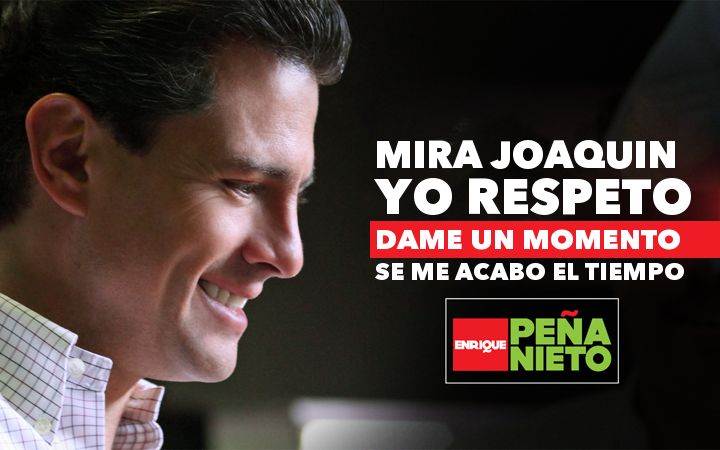 MIRA JOAQUIN
YO RESPETO
DAME UN MOMENTO
SE ME ACABO EL TIEMPO
ENRIQUE
PEÑA
NIETO